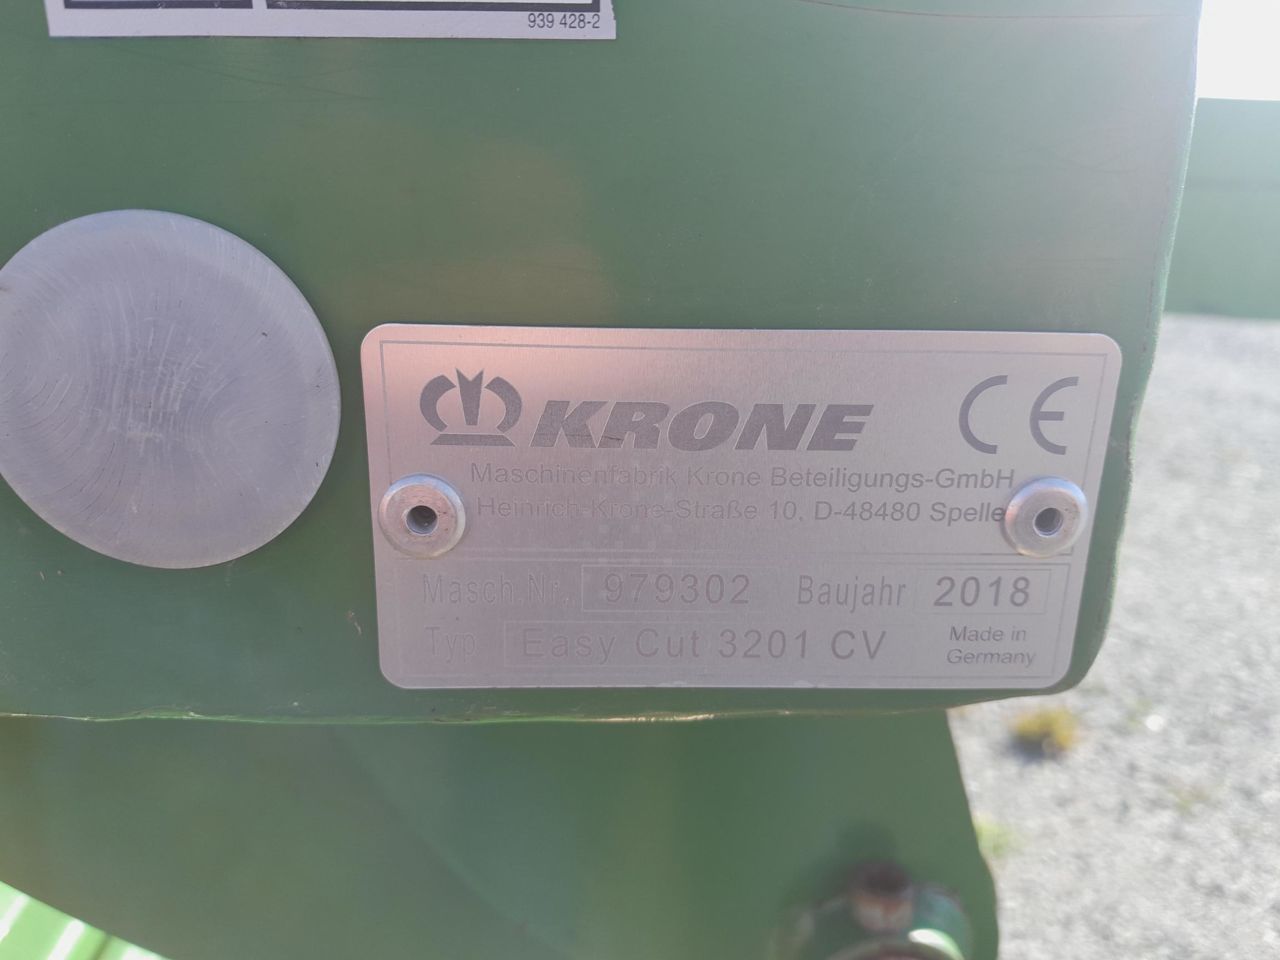 939 428-2
KRONE CE
Maschinenfabrik Krone Beteiligungs-GmbH
Heinrich-Krone-Straße 10, D-48480 Spelle
Masch.Nr. 979302 Baujahr 2018
Typ Easy Cut 3201 CV Made in
Germany